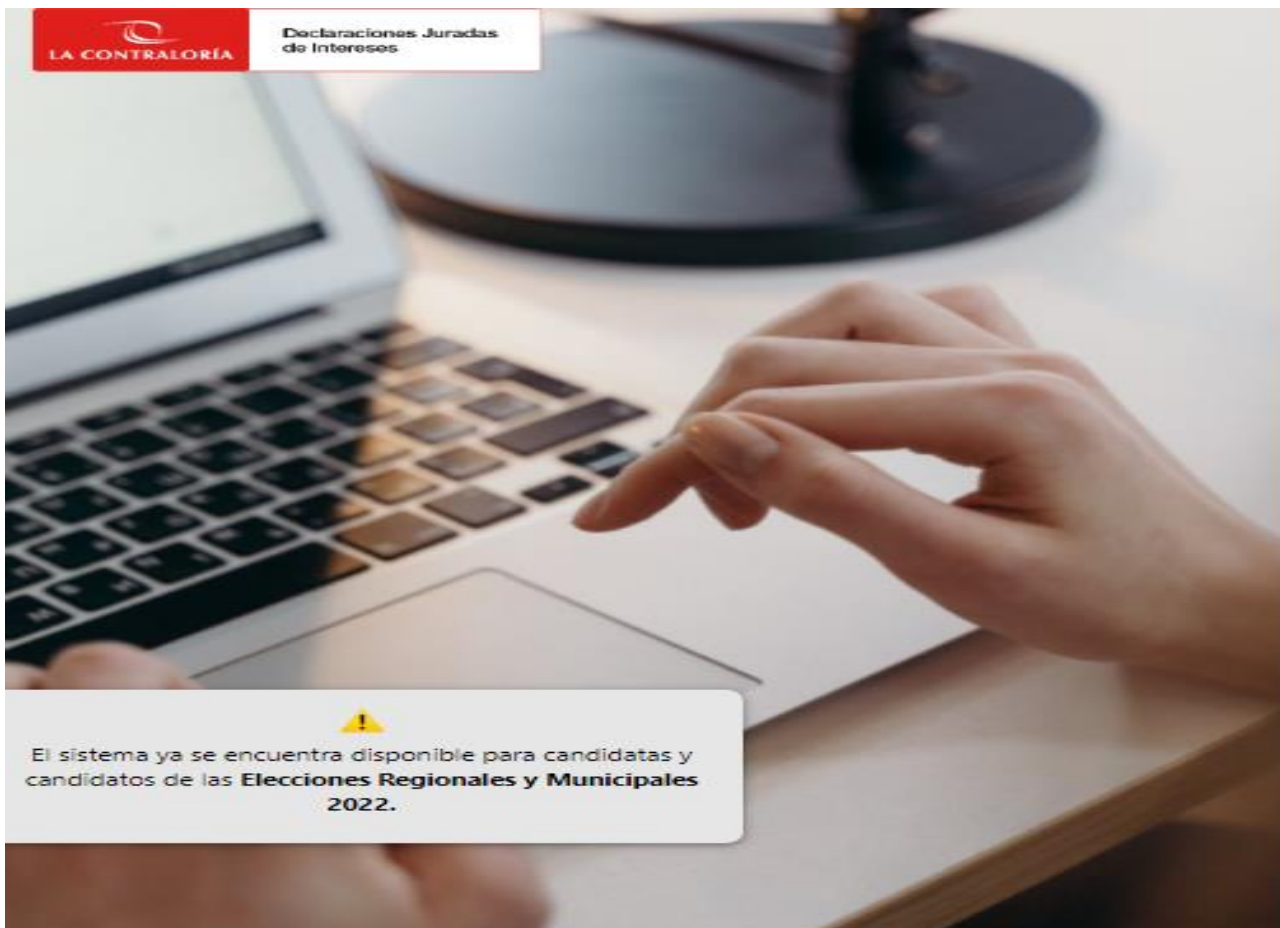 LA CONTRALORÍA
Declaraciones Juradas
de Intereses
El sistema ya se encuentra disponible para candidatas y
candidatos de las Elecciones Regionales y Municipales
2022.